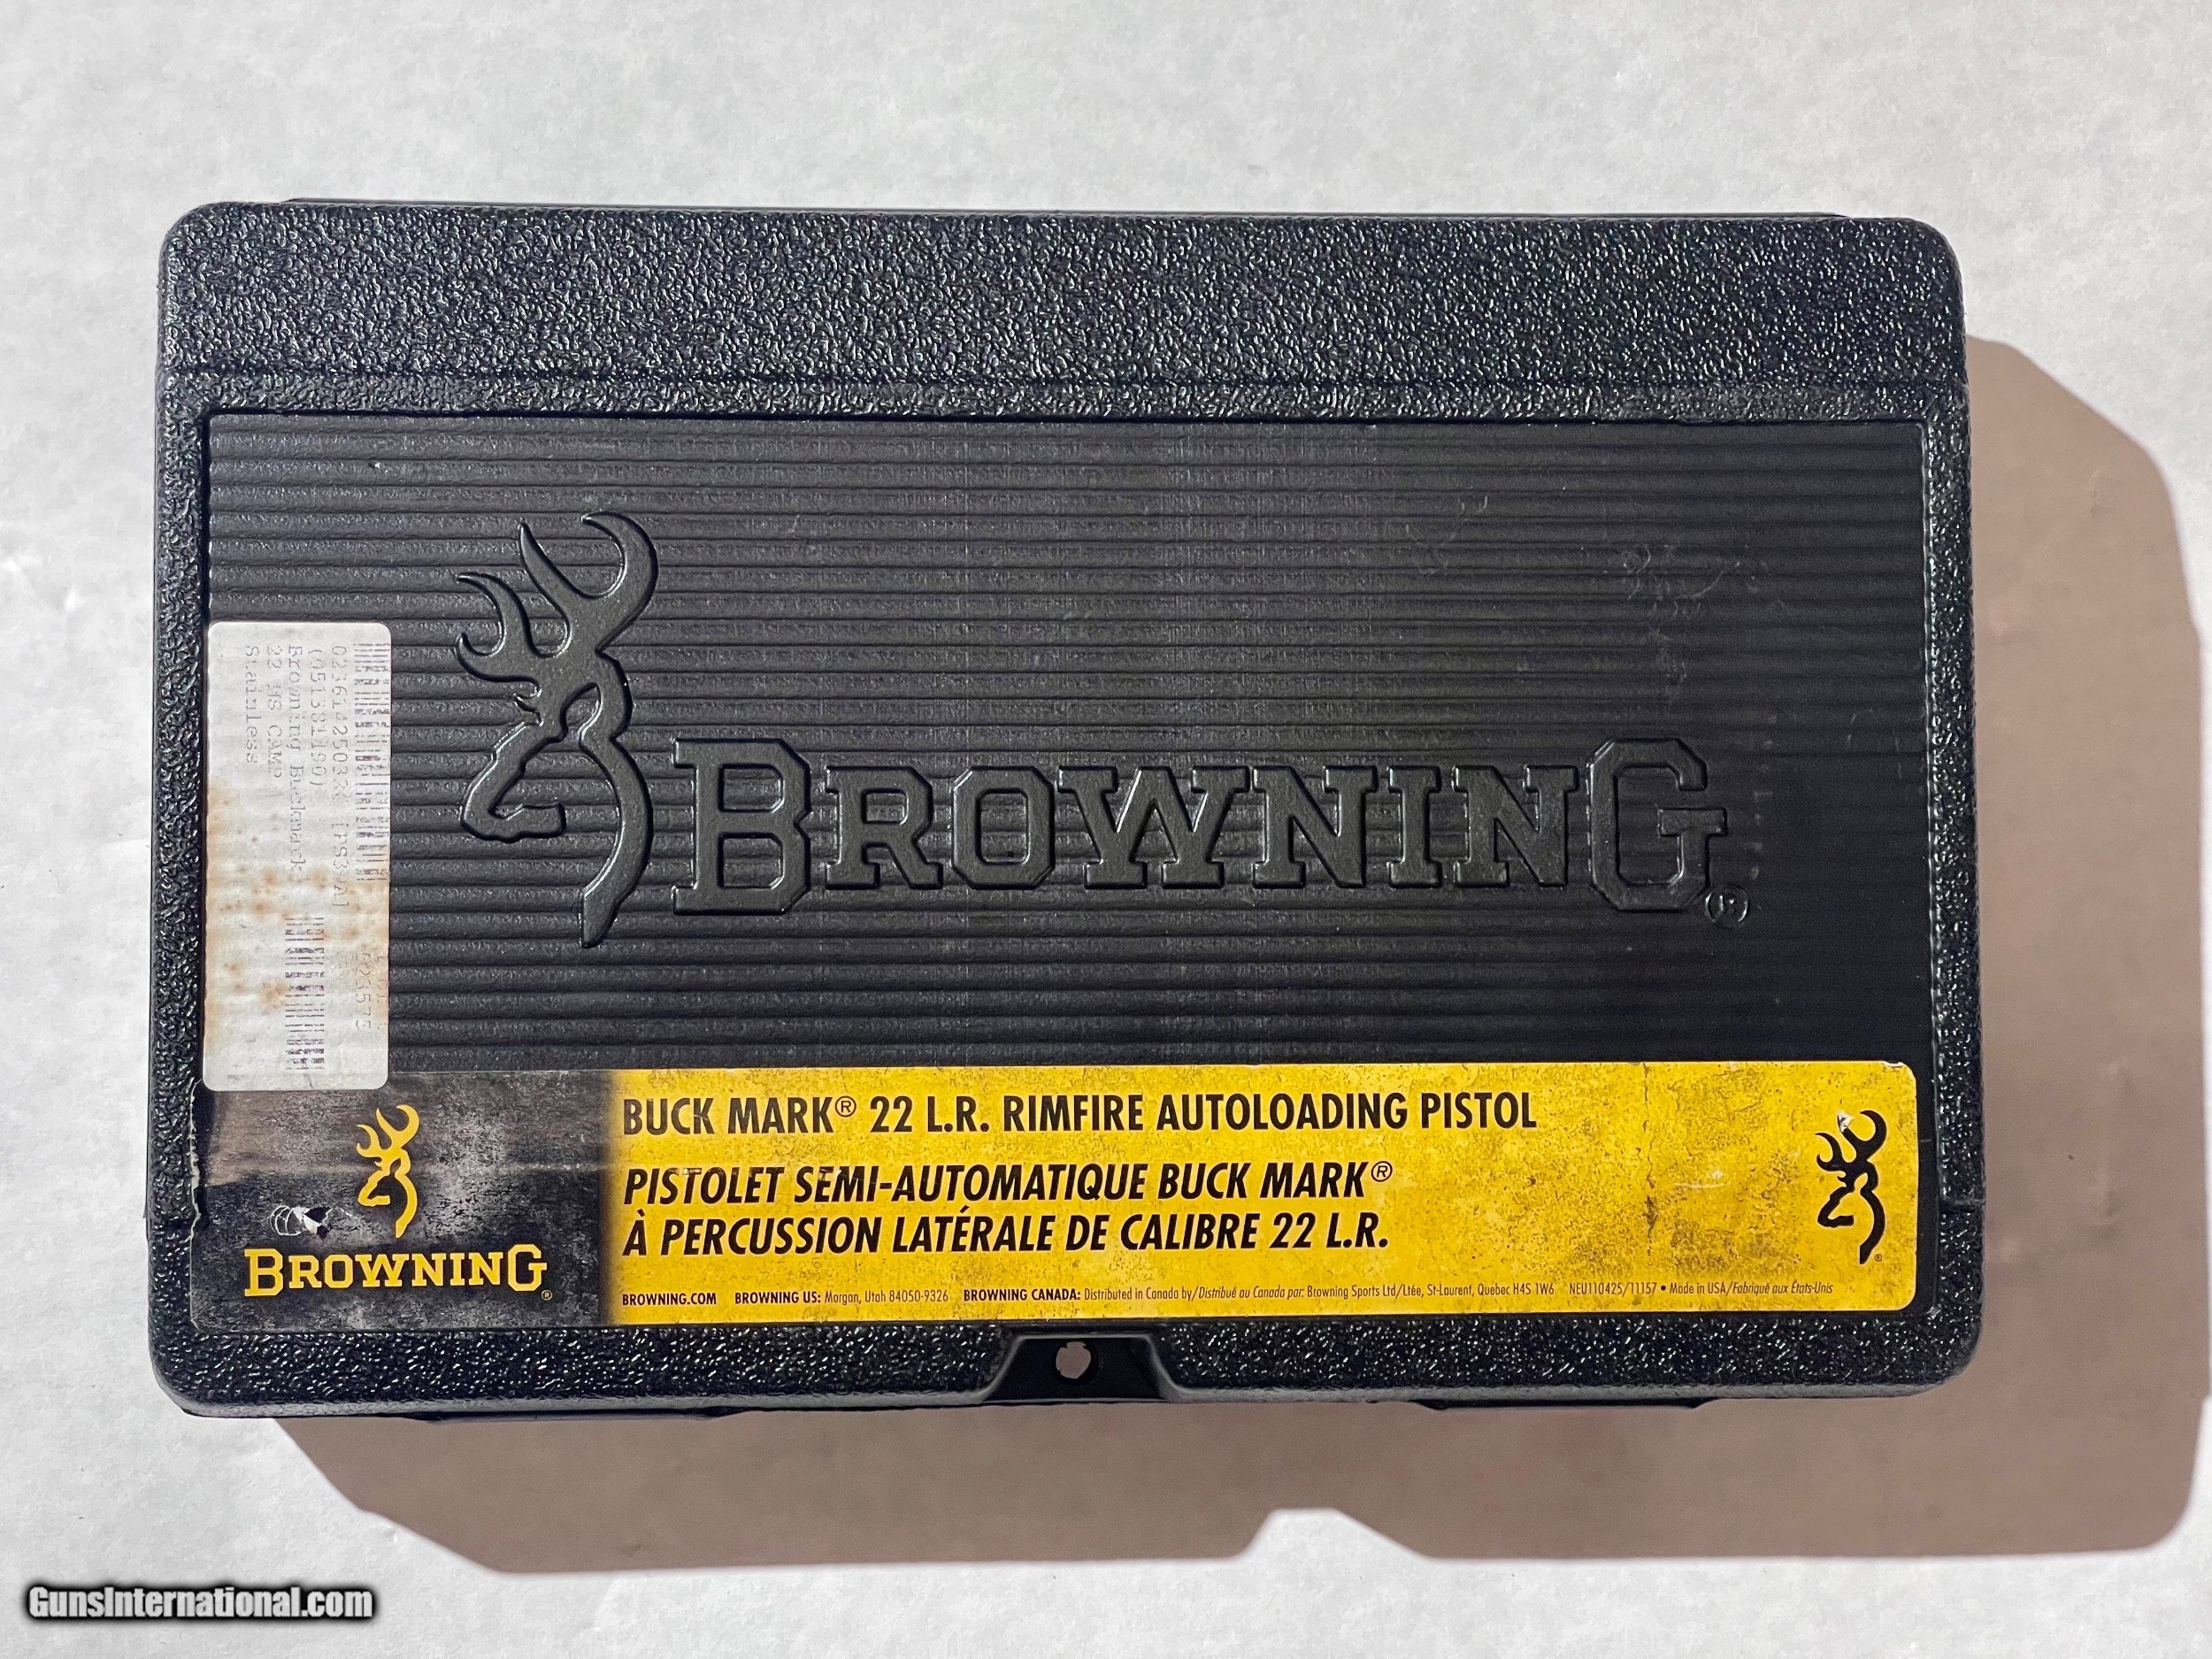 BROWNING®
(051381490)
Browning Buckmark
Stainless
BUCK MARK® 22 L.R. RIMFIRE AUTOLOADING PISTOL
PISTOLET SEMI-AUTOMATIQUE BUCK MARK®
À PERCUSSION LATÉRALE DE CALIBRE 22 L.R.
BROWNING®
BROWNING.COM BROWNING US: Morgan, Utah 84050-9326 BROWNING CANADA: Distributed in Canada by/Distribué au Canada par: Browning Sports Ltd/Ltée, St-Laurent, Quebec H4S 1W6 NEU110425/11157 • Made in USA/Fabriqué aux États-Unis
GunsInternational.com